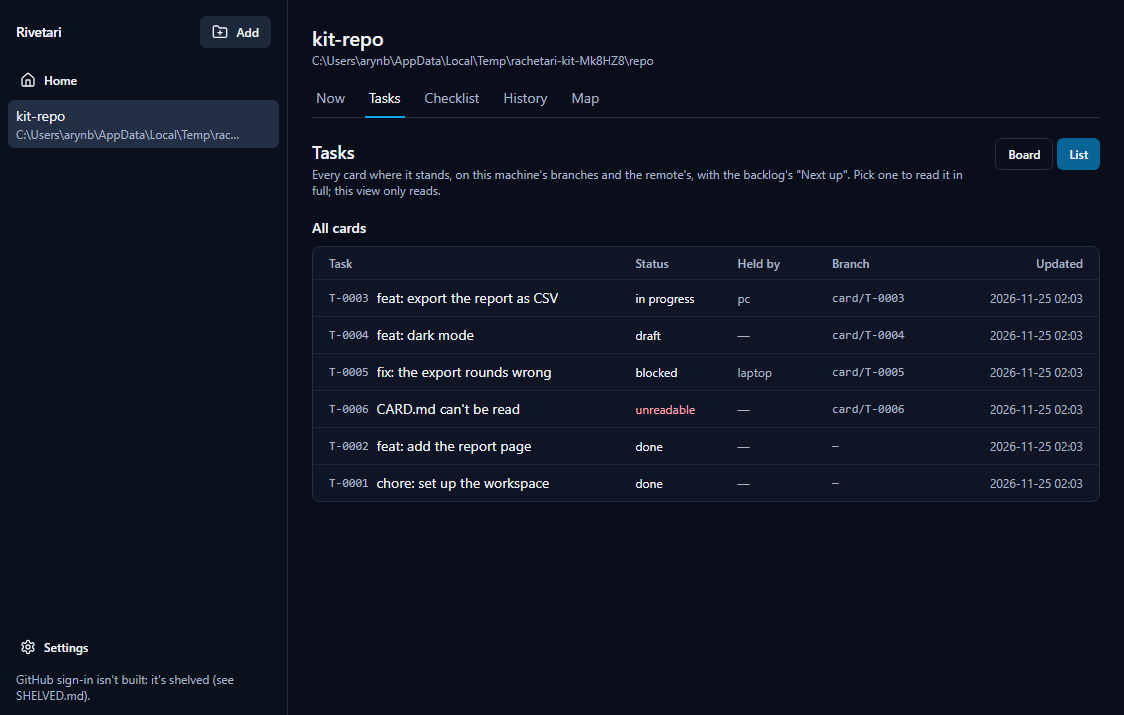 Rivetari
Add
Home
kit-repo
C:\Users\arynb\AppData\Local\Temp\rac...
Settings
GitHub sign-in isn't built: it's shelved (see
SHELVED.md).
kit-repo
C:\Users\arynb\AppData\Local\Temp\rachetari-kit-Mk8HZ8\repo
Now Tasks Checklist History Map
Tasks
Every card where it stands, on this machine's branches and the remote's, with the backlog's "Next up". Pick one to read it in
full; this view only reads.
Board List
All cards
Task Status Held by Branch Updated
T-0003 feat: export the report as CSV in progress pc card/T-0003 2026-11-25 02:03
T-0004 feat: dark mode draft — card/T-0004 2026-11-25 02:03
T-0005 fix: the export rounds wrong blocked laptop card/T-0005 2026-11-25 02:03
T-0006 CARD.md can't be read unreadable — card/T-0006 2026-11-25 02:03
T-0002 feat: add the report page done — – 2026-11-25 02:03
T-0001 chore: set up the workspace done — – 2026-11-25 02:03